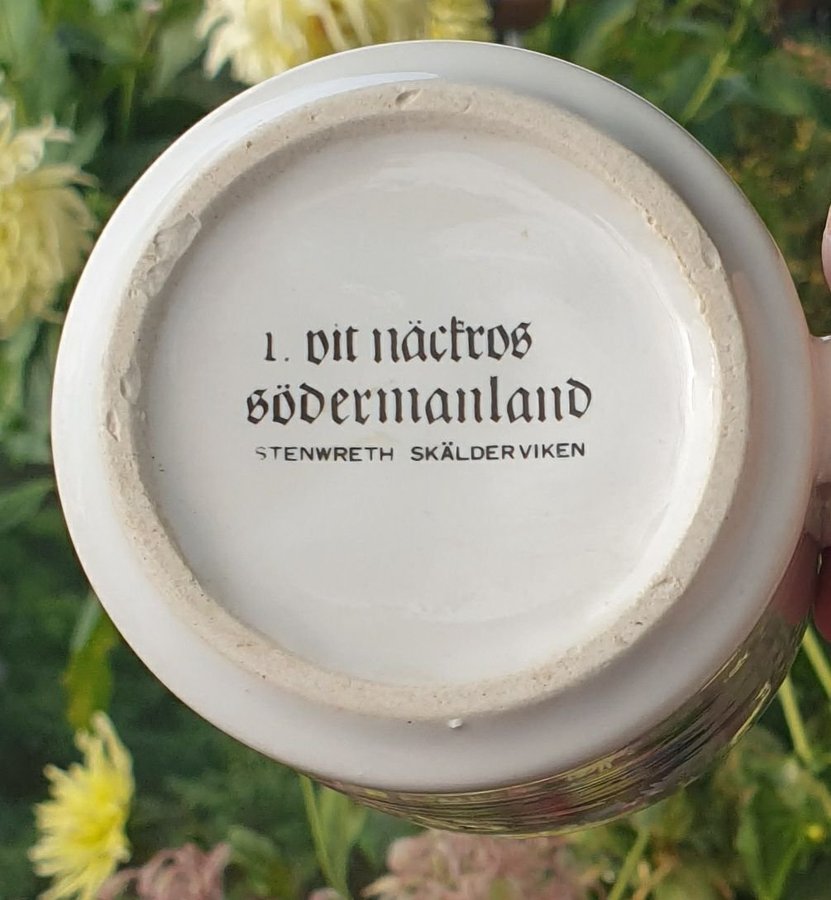 1. vit näckros
södermanland
STENWRETH SKÄLDERVIKEN